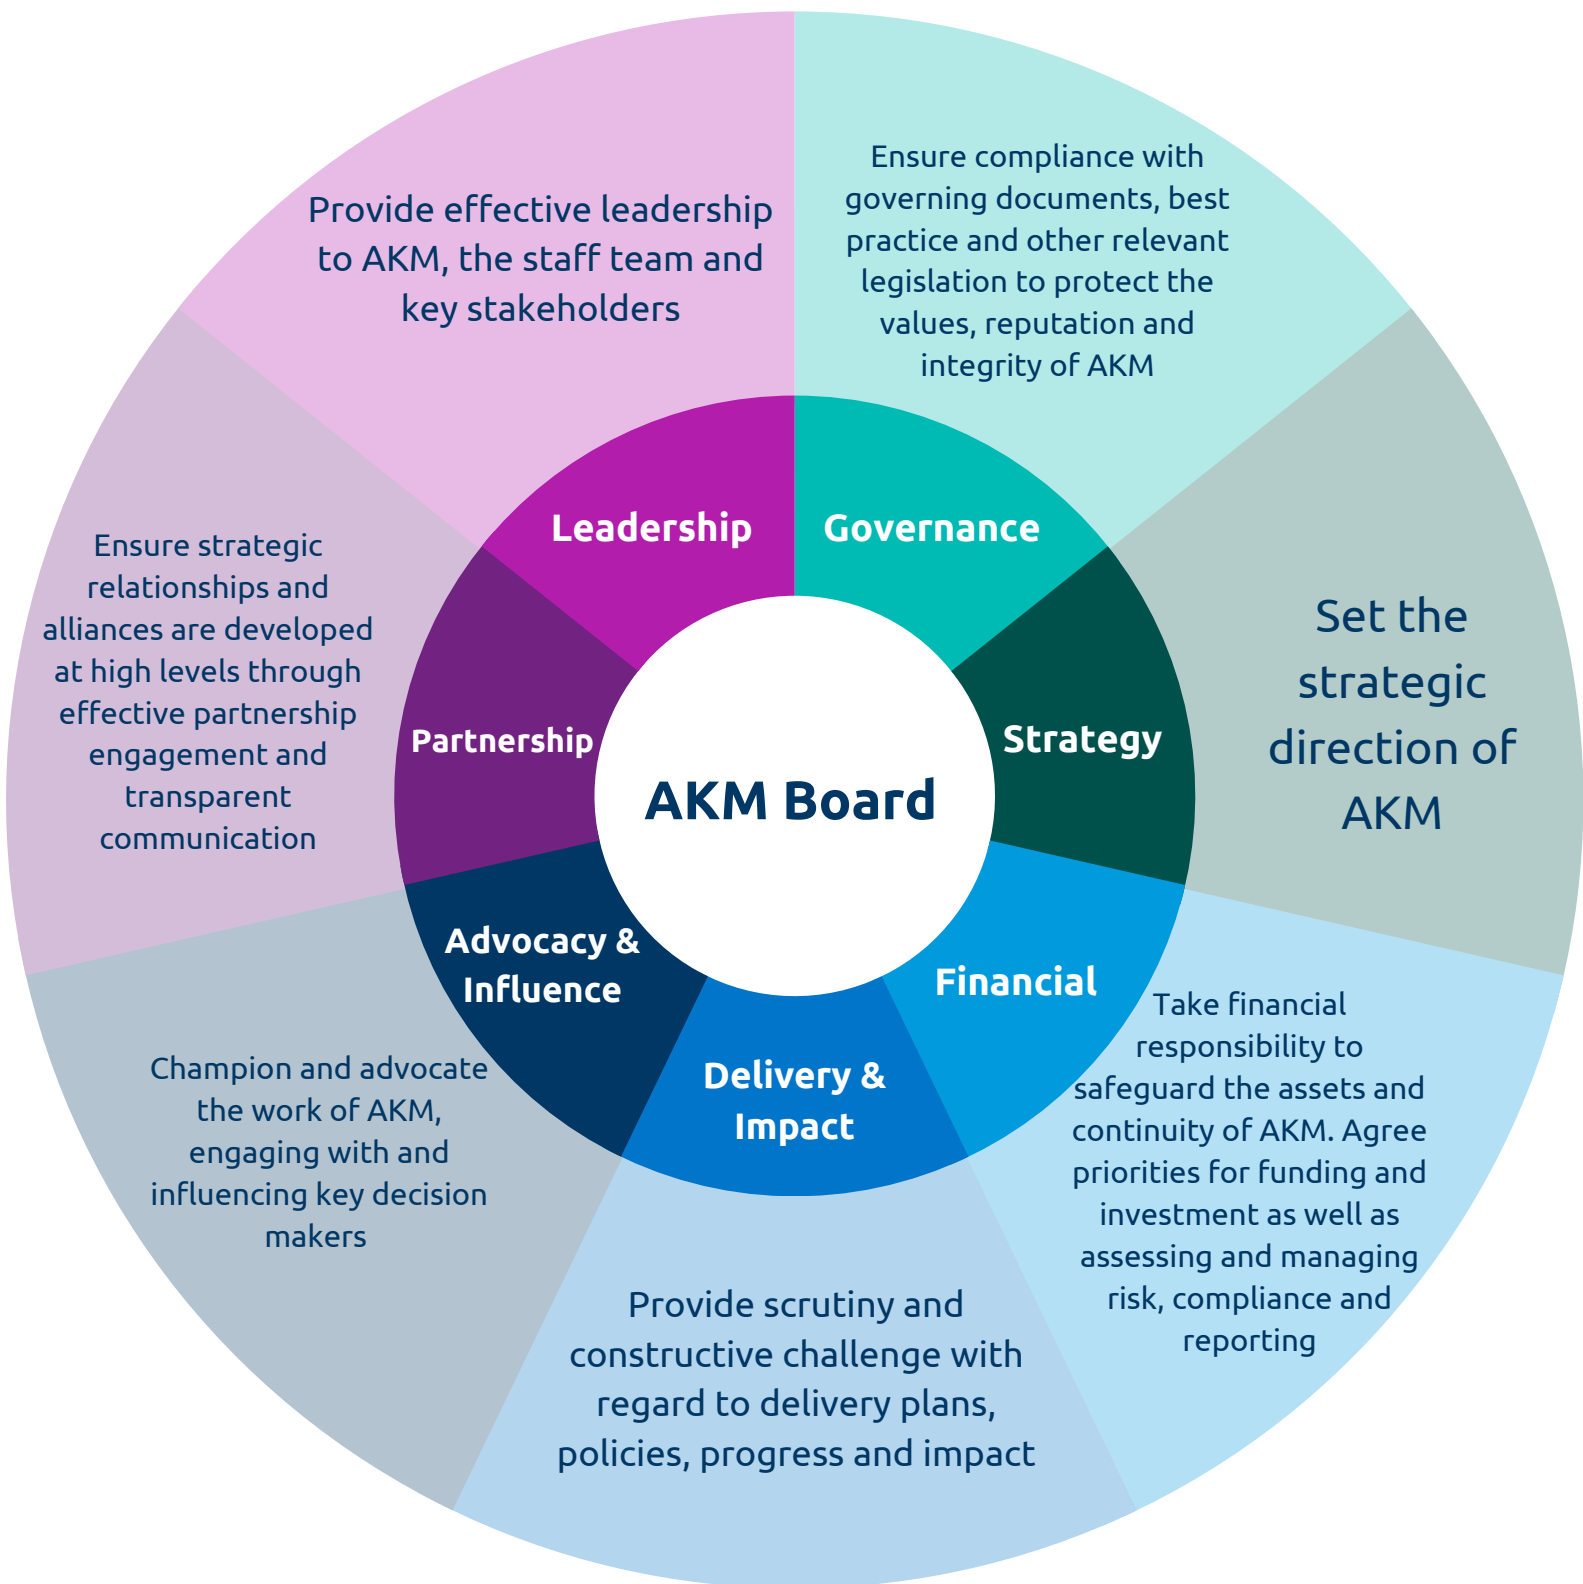 AKM Board
Governance
Ensure compliance with
governing documents, best
practice and other relevant
legislation to protect the
values, reputation and
integrity of AKM
Strategy
Set the
strategic
direction of
AKM
Financial
Take financial
responsibility to
safeguard the assets and
continuity of AKM. Agree
priorities for funding and
investment as well as
assessing and managing
risk, compliance and
reporting
Delivery &
Impact
Provide scrutiny and
constructive challenge with
regard to delivery plans,
policies, progress and impact
Advocacy &
Influence
Champion and advocate
the work of AKM,
engaging with and
influencing key decision
makers
Partnership
Ensure strategic
relationships and
alliances are developed
at high levels through
effective partnership
engagement and
transparent
communication
Leadership
Provide effective leadership
to AKM, the staff team and
key stakeholders